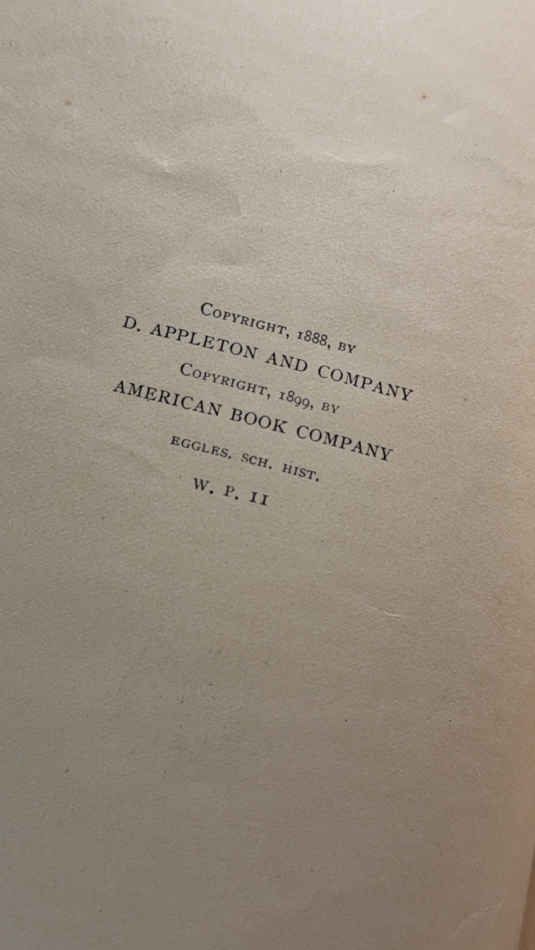 COPYRIGHT, 1888, BY
D. APPLETON AND COMPANY
COPYRIGHT, 1899, BY
AMERICAN BOOK COMPANY
EGGLES. SCH. HIST.
W. P. II